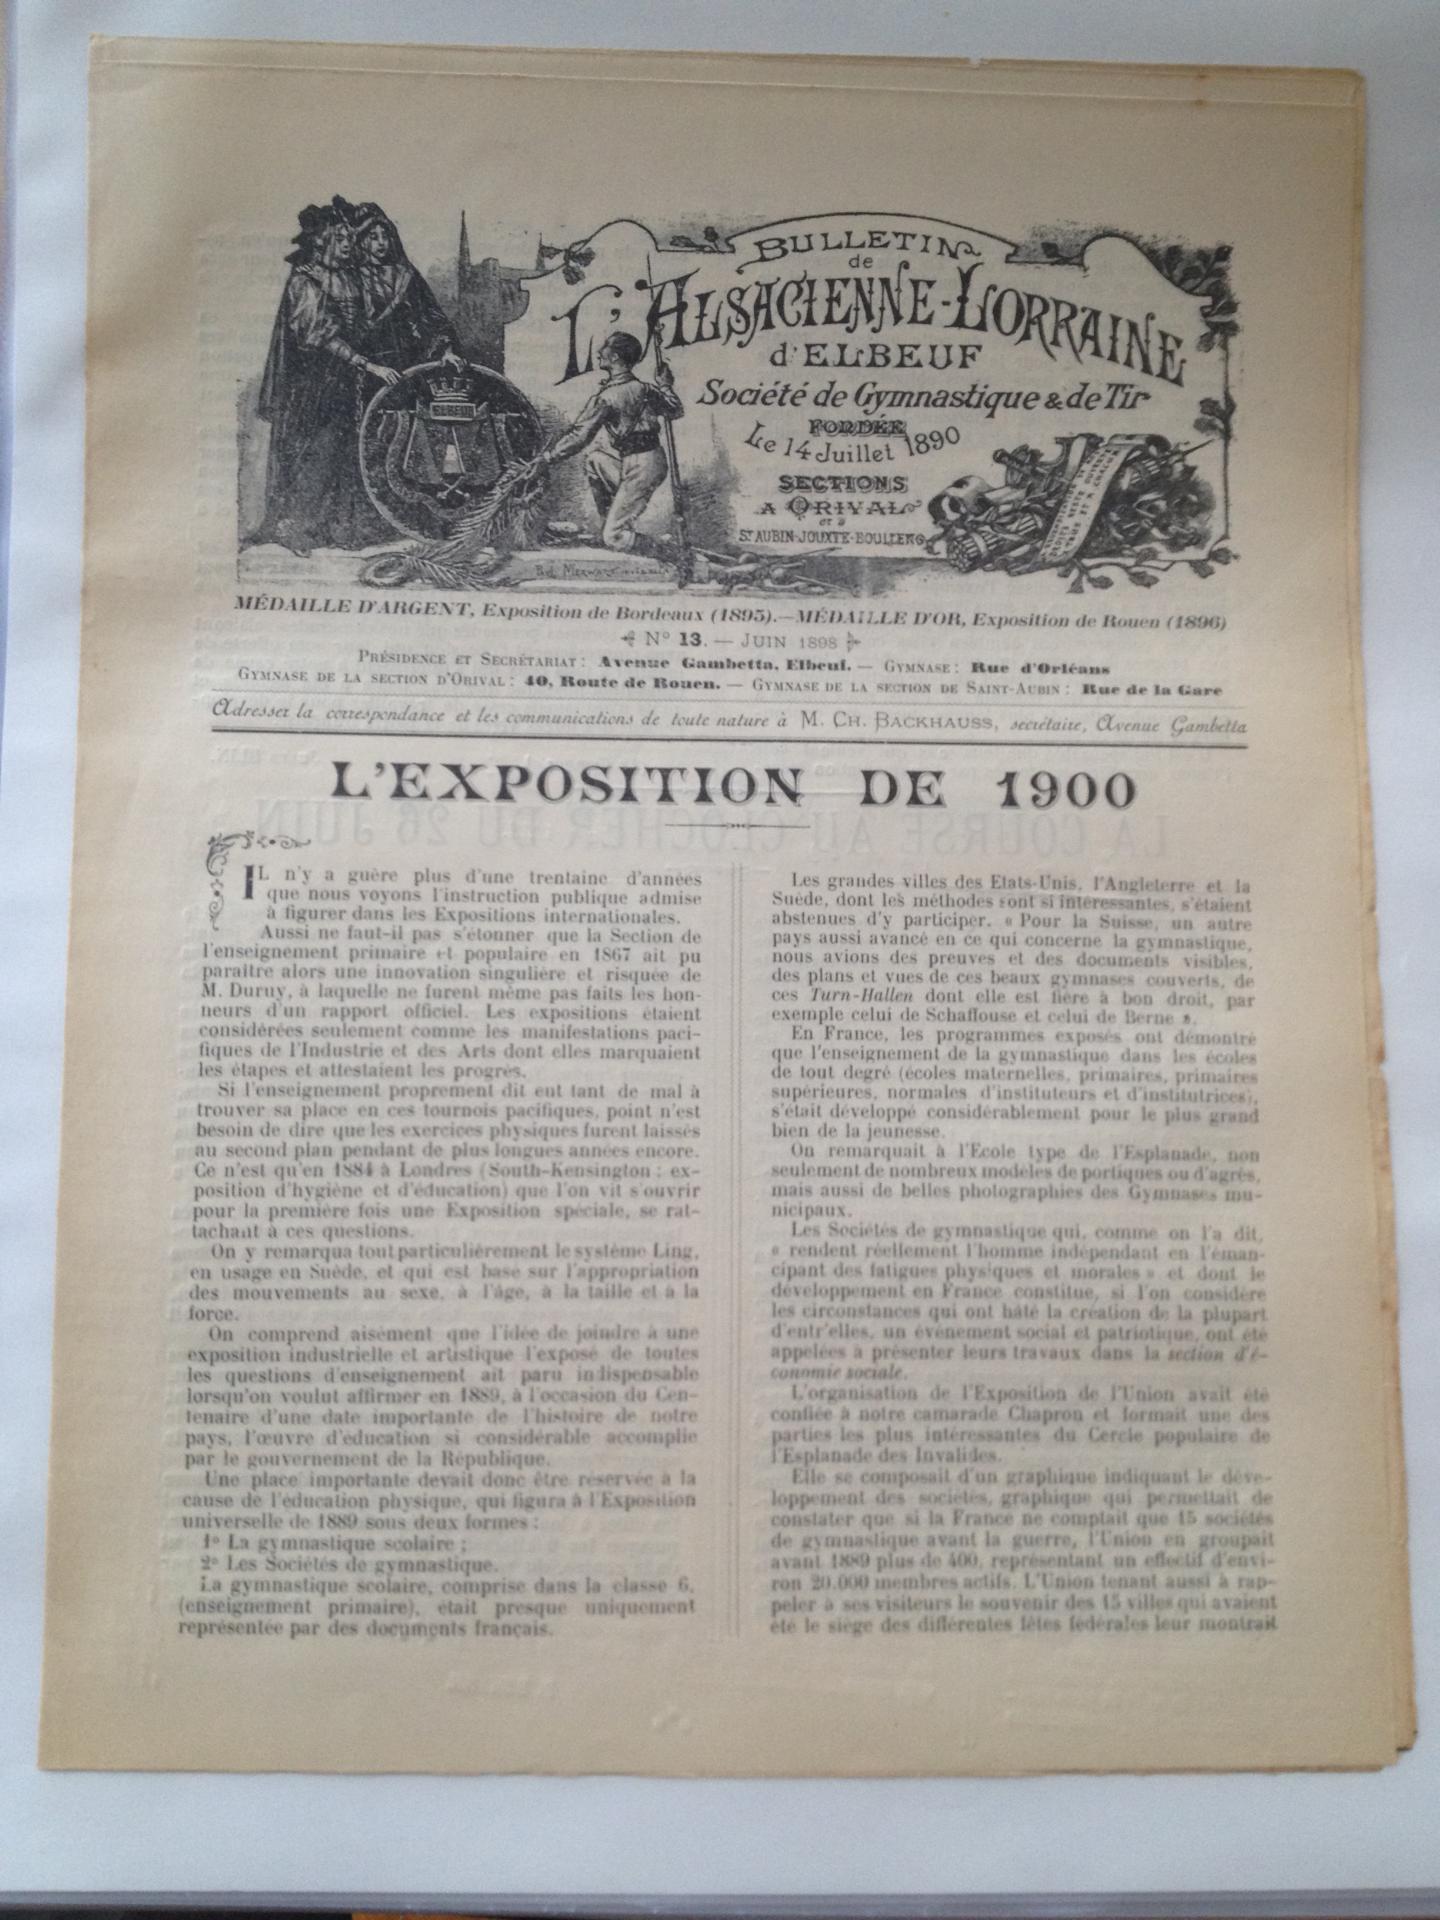 BULLETIN
de
L'ALSACIENNE-LORRAINE
d'ELBEUF
Société de Gymnastique & de Tir
FONDÉE
Le 14 Juillet 1890
SECTIONS
A ORIVAL
et à
ST AUBIN-JOUXTE-BOULLENG
ELBEUF
MÉDAILLE D'ARGENT, Exposition de Bordeaux (1895).—MÉDAILLE D'OR, Exposition de Rouen (1896)
N° 13. — JUIN 1898
PRÉSIDENCE ET SECRÉTARIAT : Avenue Gambetta, Elbeuf. — GYMNASE : Rue d'Orléans
GYMNASE DE LA SECTION D'ORIVAL : 40, Route de Rouen. — GYMNASE DE LA SECTION DE SAINT-AUBIN : Rue de la Gare
Adresser la correspondance et les communications de toute nature à M. CH. BACKHAUSS, secrétaire, Avenue Gambetta
L'EXPOSITION DE 1900
IL n'y a guère plus d'une trentaine d'années
que nous voyons l'instruction publique admise
à figurer dans les Expositions internationales.
Aussi ne faut-il pas s'étonner que la Section de
l'enseignement primaire et populaire en 1867 ait pu
paraître alors une innovation singulière et risquée de
M. Duruy, à laquelle ne furent même pas faits les hon-
neurs d'un rapport officiel. Les expositions étaient
considérées seulement comme les manifestations paci-
fiques de l'Industrie et des Arts dont elles marquaient
les étapes et attestaient les progrès.
Si l'enseignement proprement dit eut tant de mal à
trouver sa place en ces tournois pacifiques, point n'est
besoin de dire que les exercices physiques furent laissés
au second plan pendant de plus longues années encore.
Ce n'est qu'en 1884 à Londres (South-Kensington : ex-
position d'hygiène et d'éducation) que l'on vit s'ouvrir
pour la première fois une Exposition spéciale, se rat-
tachant à ces questions.
On y remarqua tout particulièrement le système Ling,
en usage en Suède, et qui est basé sur l'appropriation
des mouvements au sexe, à l'âge, à la taille et à la
force.
On comprend aisément que l'idée de joindre à une
exposition industrielle et artistique l'exposé de toutes
les questions d'enseignement ait paru indispensable
lorsqu'on voulut affirmer en 1889, à l'occasion du Cen-
tenaire d'une date importante de l'histoire de notre
pays, l'œuvre d'éducation si considérable accomplie
par le gouvernement de la République.
Une place importante devait donc être réservée à la
cause de l'éducation physique, qui figura à l'Exposition
universelle de 1889 sous deux formes :
1° La gymnastique scolaire ;
2° Les Sociétés de gymnastique.
La gymnastique scolaire, comprise dans la classe 6,
(enseignement primaire), était presque uniquement
représentée par des documents français.
Les grandes villes des Etats-Unis, l'Angleterre et la
Suède, dont les méthodes sont si intéressantes, s'étaient
abstenues d'y participer. « Pour la Suisse, un autre
pays aussi avancé en ce qui concerne la gymnastique,
nous avions des preuves et des documents visibles,
des plans et vues de ces beaux gymnases couverts, de
ces Turn-Hallen dont elle est fière à bon droit, par
exemple celui de Schaffouse et celui de Berne ».
En France, les programmes exposés ont démontré
que l'enseignement de la gymnastique dans les écoles
de tout degré (écoles maternelles, primaires, primaires
supérieures, normales d'instituteurs et d'institutrices),
s'était développé considérablement pour le plus grand
bien de la jeunesse.
On remarquait à l'Ecole type de l'Esplanade, non
seulement de nombreux modèles de portiques ou d'agrès,
mais aussi de belles photographies des Gymnases mu-
nicipaux.
Les Sociétés de gymnastique qui, comme on l'a dit,
« rendent réellement l'homme indépendant en l'éman-
cipant des fatigues physiques et morales » et dont le
développement en France constitue, si l'on considère
les circonstances qui ont hâté la création de la plupart
d'entr'elles, un événement social et patriotique, ont été
appelées à présenter leurs travaux dans la section d'é-
conomie sociale.
L'organisation de l'Exposition de l'Union avait été
confiée à notre camarade Chapron et formait une des
parties les plus intéressantes du Cercle populaire de
l'Esplanade des Invalides.
Elle se composait d'un graphique indiquant le déve-
loppement des sociétés, graphique qui permettait de
constater que si la France ne comptait que 15 sociétés
de gymnastique avant la guerre, l'Union en groupait
avant 1889 plus de 400, représentant un effectif d'envi-
ron 20.000 membres actifs. L'Union tenant aussi à rap-
peler à ses visiteurs le souvenir des 15 villes qui avaient
été le siège des différentes fêtes fédérales leur montrait